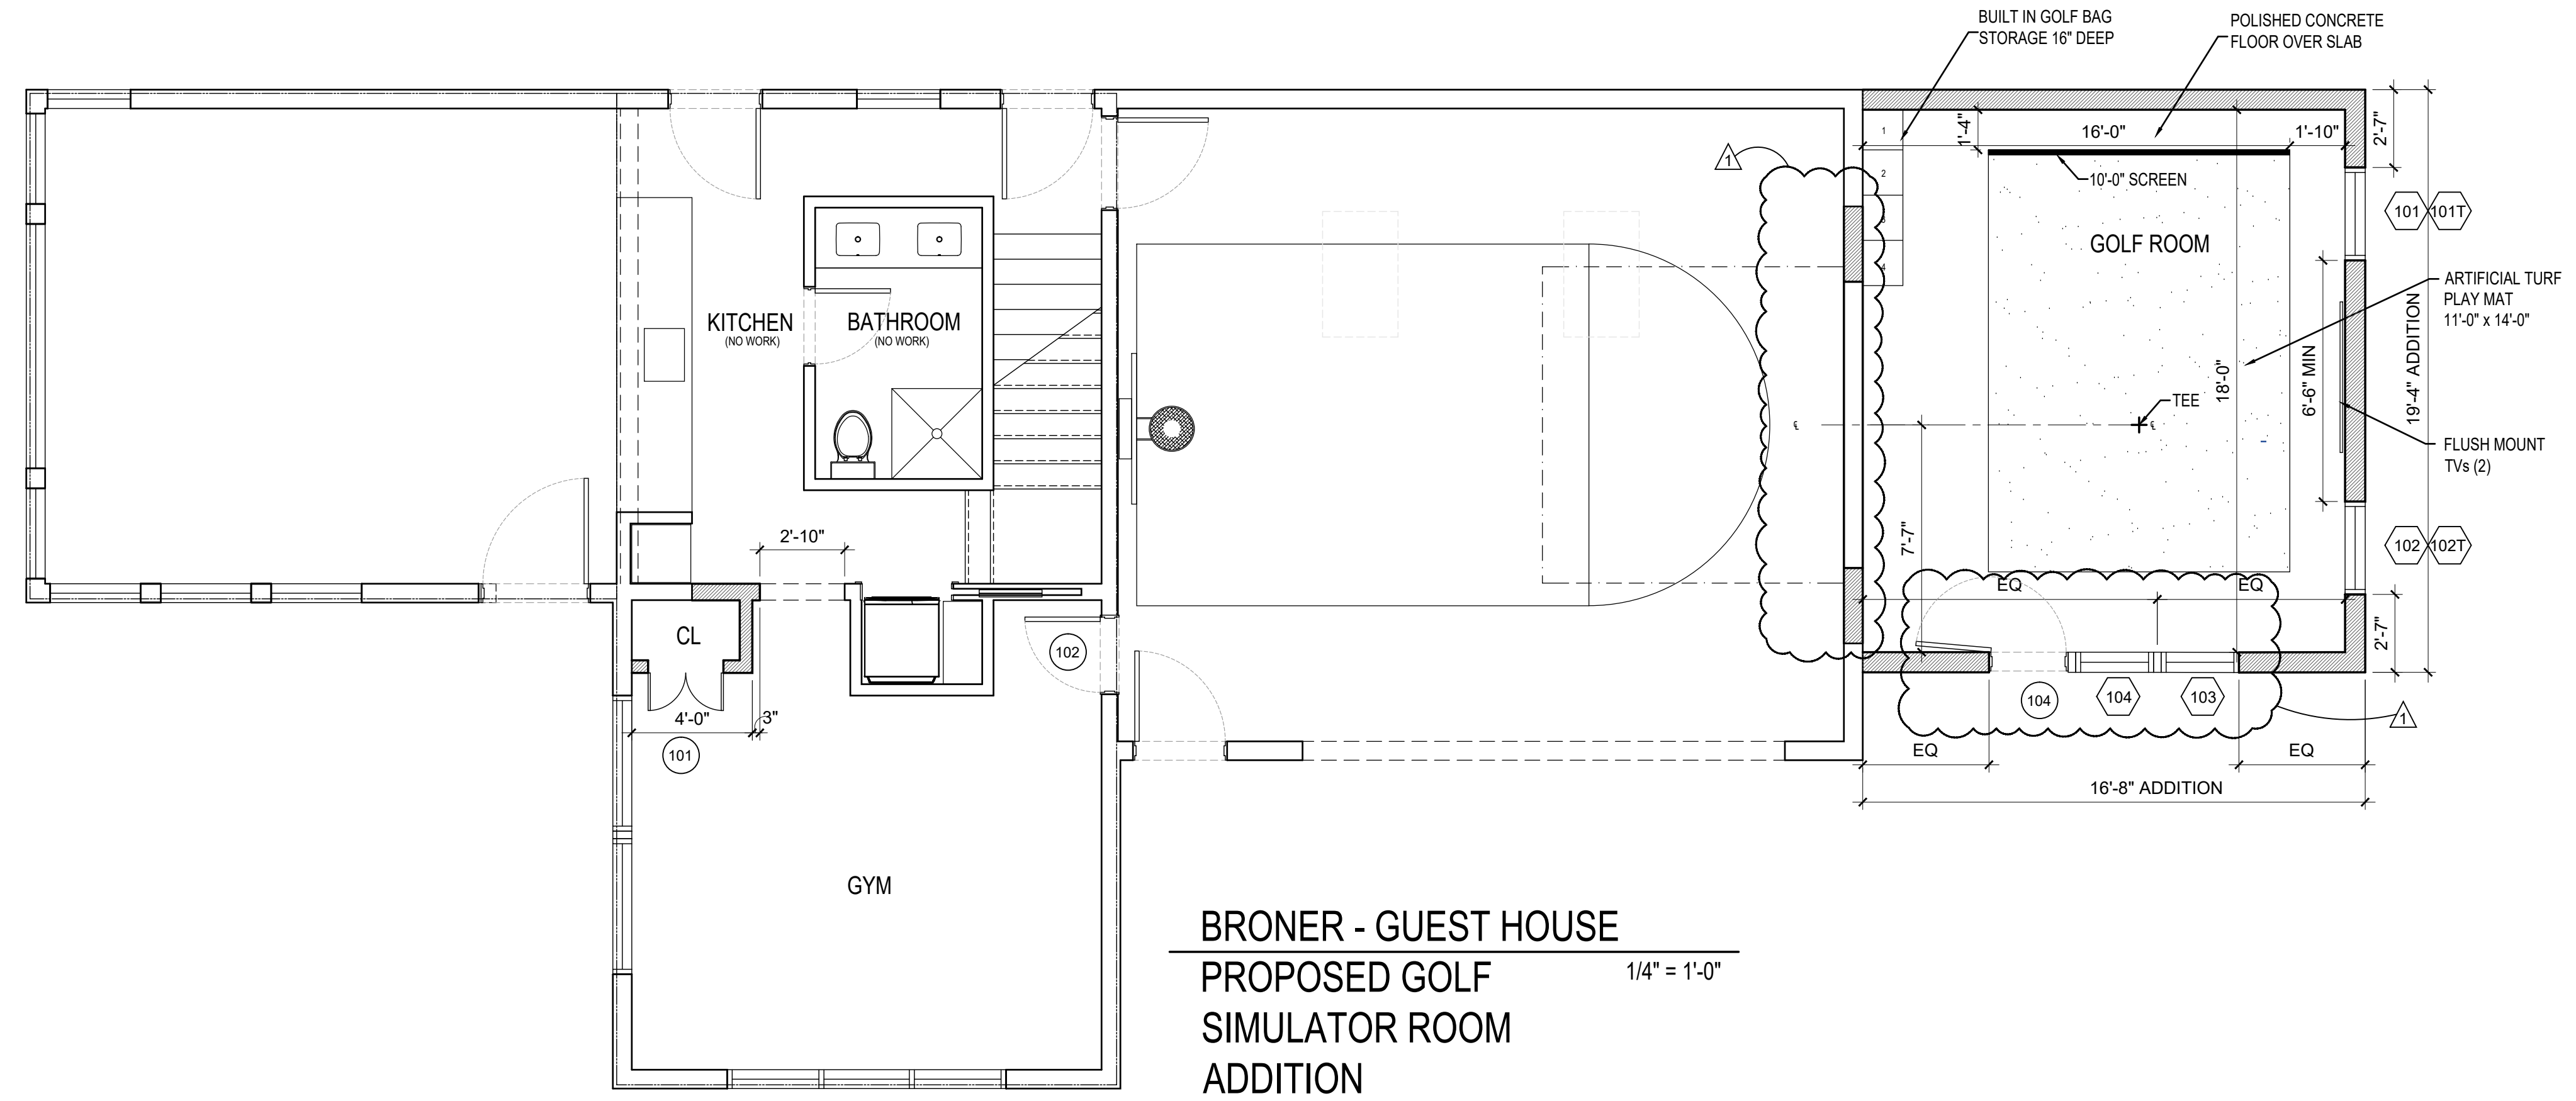 BUILT IN GOLF BAG
STORAGE 16" DEEP
POLISHED CONCRETE
FLOOR OVER SLAB
1
1'-4"
16'-0"
1'-10"
2'-7"
1
2
10'-0" SCREEN
101
101T
3
GOLF ROOM
4
ARTIFICIAL TURF
PLAY MAT
11'-0" x 14'-0"
KITCHEN
(NO WORK)
BATHROOM
(NO WORK)
19'-4" ADDITION
6'-6" MIN
18'-0"
TEE
FLUSH MOUNT
TVs (2)
2'-10"
7'-7"
102
102T
EQ
EQ
CL
102
2'-7"
104
104
103
4'-0"
3"
1
101
EQ
EQ
16'-8" ADDITION
GYM
BRONER - GUEST HOUSE
PROPOSED GOLF
1/4" = 1'-0"
SIMULATOR ROOM
ADDITION